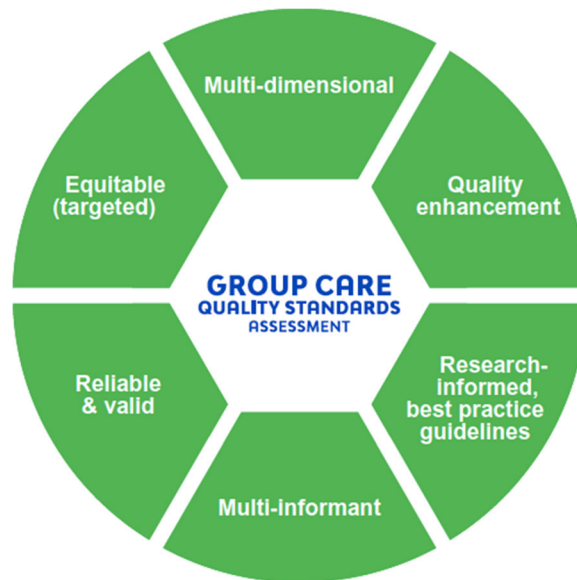 Multi-dimensional
Quality
enhancement
Research-
informed,
best practice
guidelines
Multi-informant
Reliable
& valid
Equitable
(targeted)
GROUP CARE
QUALITY STANDARDS
ASSESSMENT